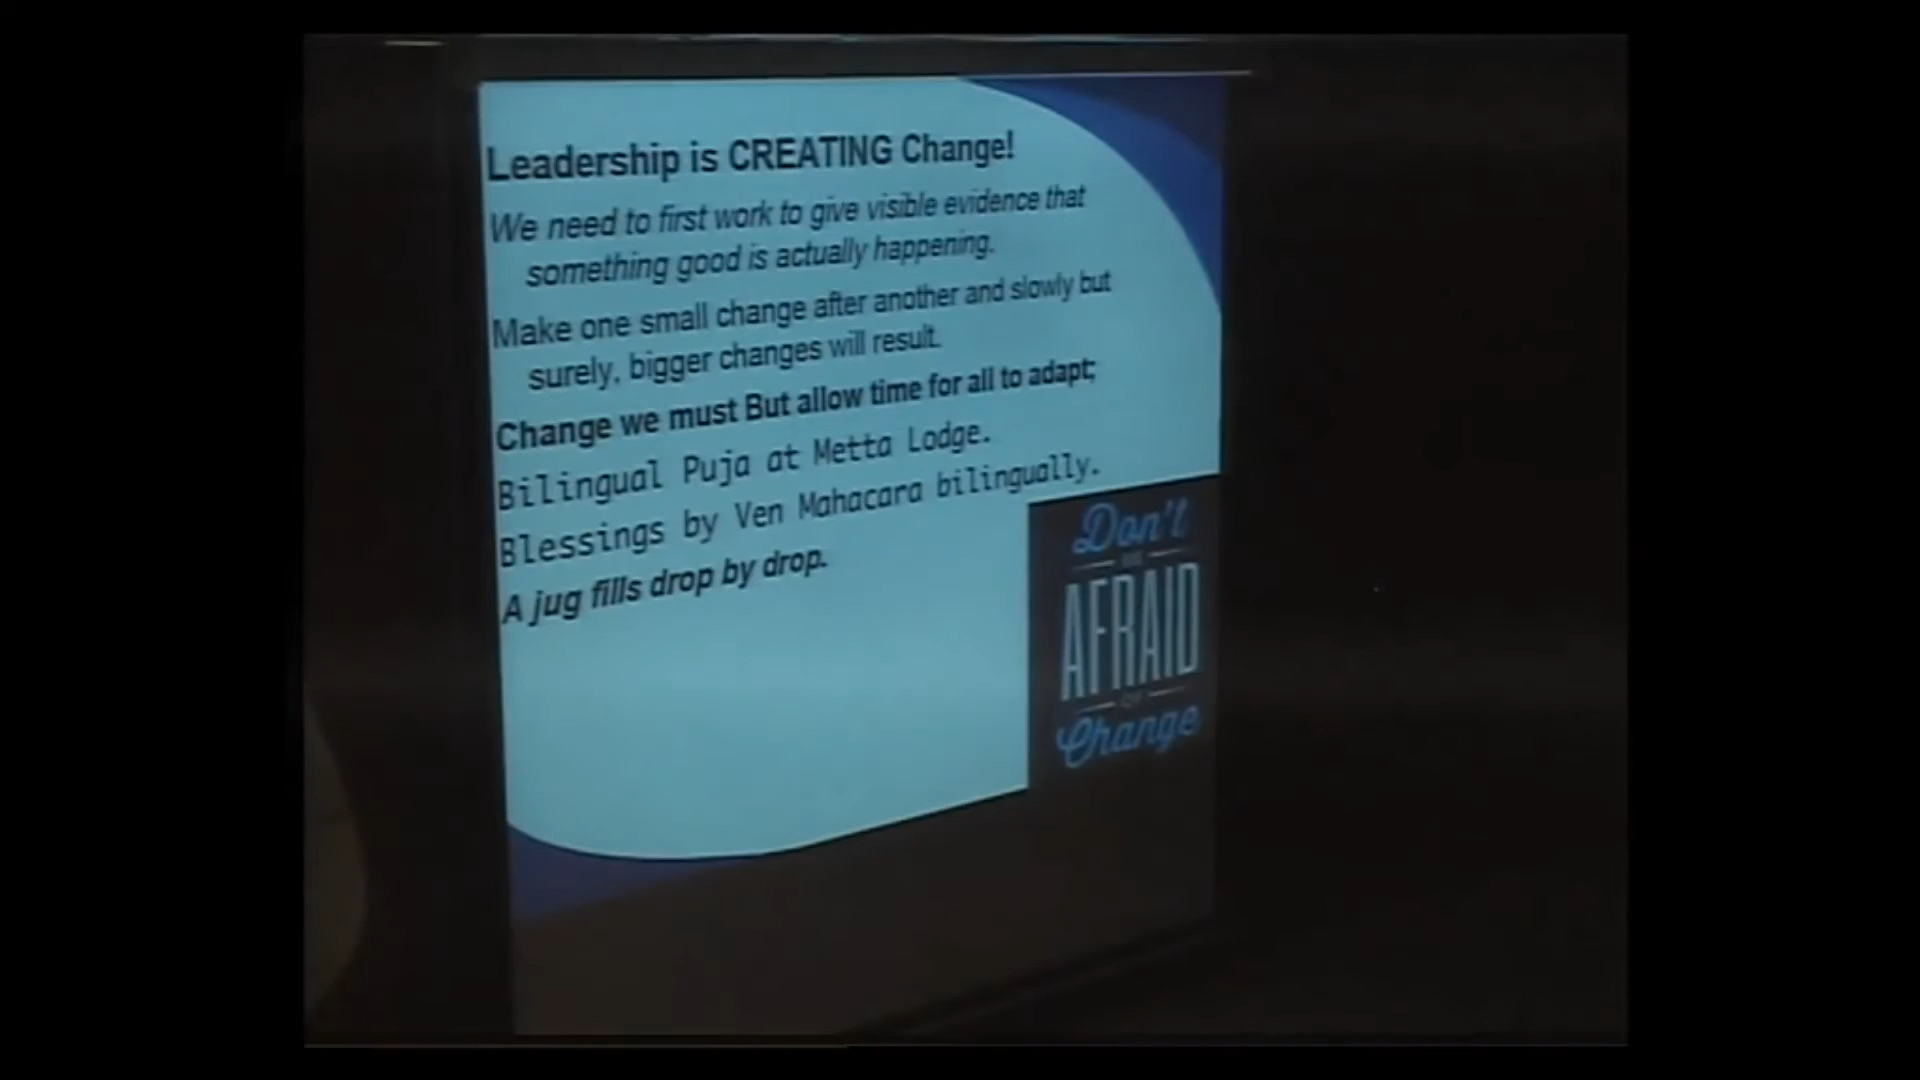 Leadership is CREATING Change!
We need to first work to give visible evidence that
something good is actually happening.
Make one small change after another and slowly but
surely, bigger changes will result.
Change we must But allow time for all to adapt;
Bilingual Puja at Metta Lodge.
Blessings by Ven Mahacara bilingually.
A jug fills drop by drop.
Don't
AFRAID
Change